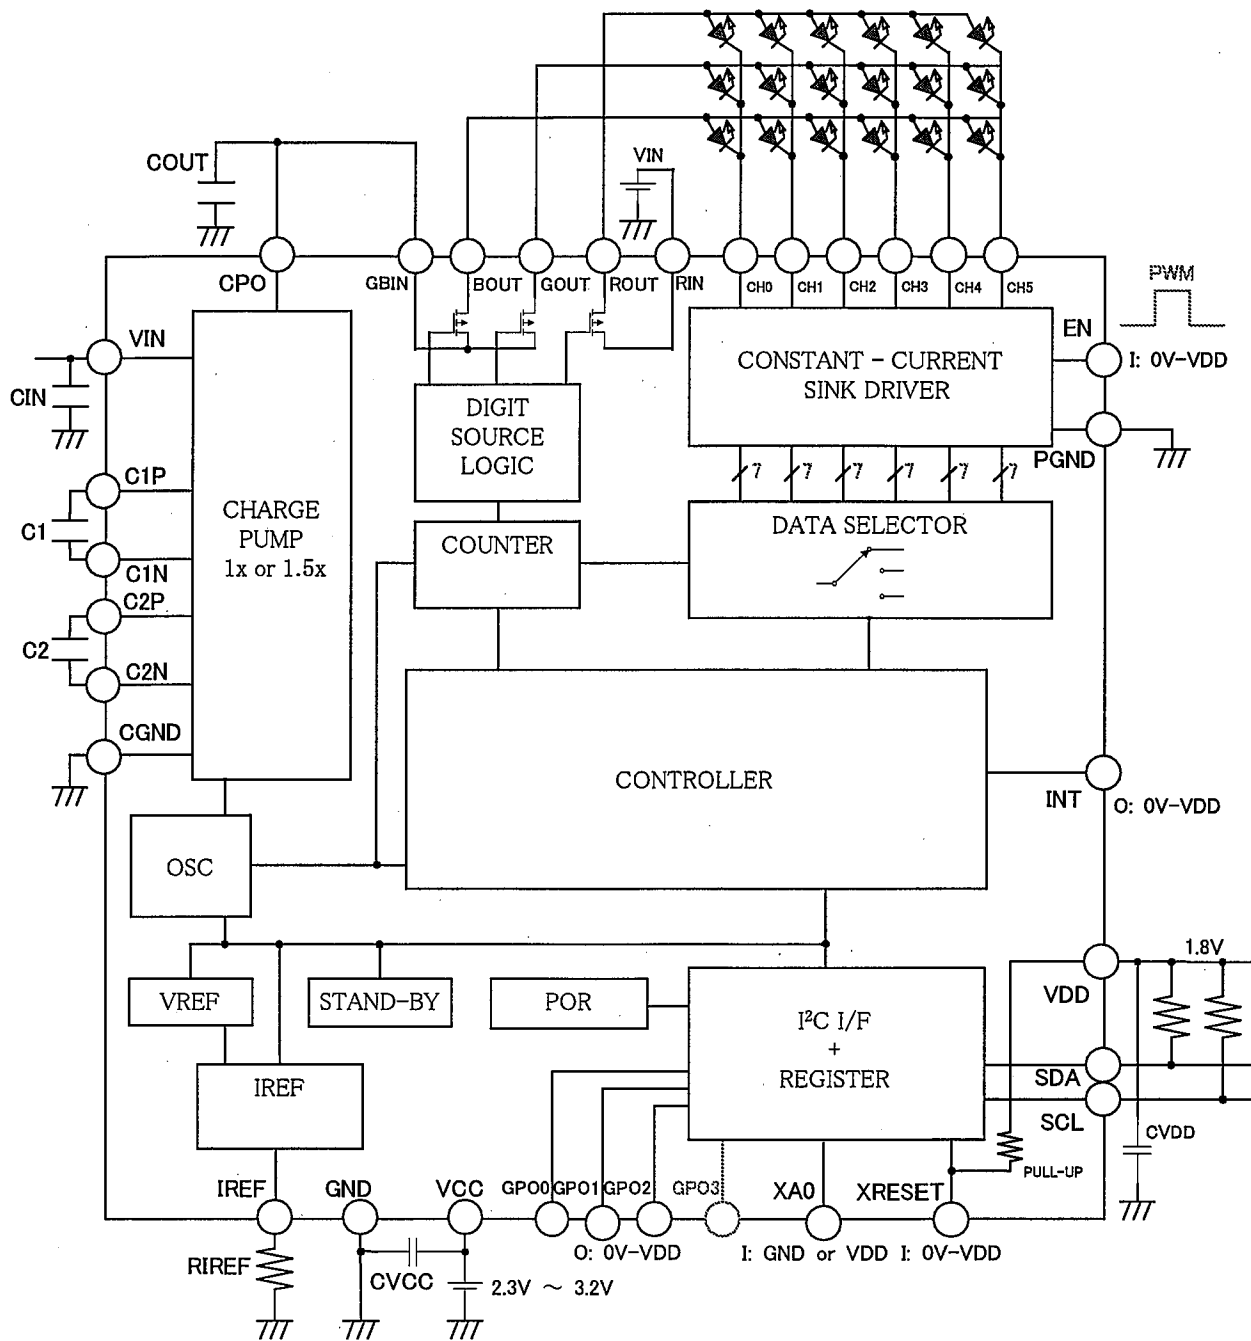 COUT
VIN
CPO
GBIN
BOUT
GOUT
ROUT
RIN
CH0
CH1
CH2
CH3
CH4
CH5
PWM
EN
I: 0V-VDD
VIN
CIN
CONSTANT - CURRENT
SINK DRIVER
DIGIT
SOURCE
LOGIC
PGND
7
7
7
7
7
7
C1P
C1
C1N
CHARGE
PUMP
1x or 1.5x
COUNTER
DATA SELECTOR
C2P
C2
C2N
CGND
CONTROLLER
INT
O: 0V-VDD
OSC
1.8V
VDD
VREF
STAND-BY
POR
I²C I/F
+
REGISTER
SDA
SCL
IREF
CVDD
PULL-UP
IREF
GND
VCC
GPO0
GPO1
GPO2
GPO3
XA0
XRESET
O: 0V-VDD
I: GND or VDD
I: 0V-VDD
RIREF
CVCC
2.3V ～ 3.2V